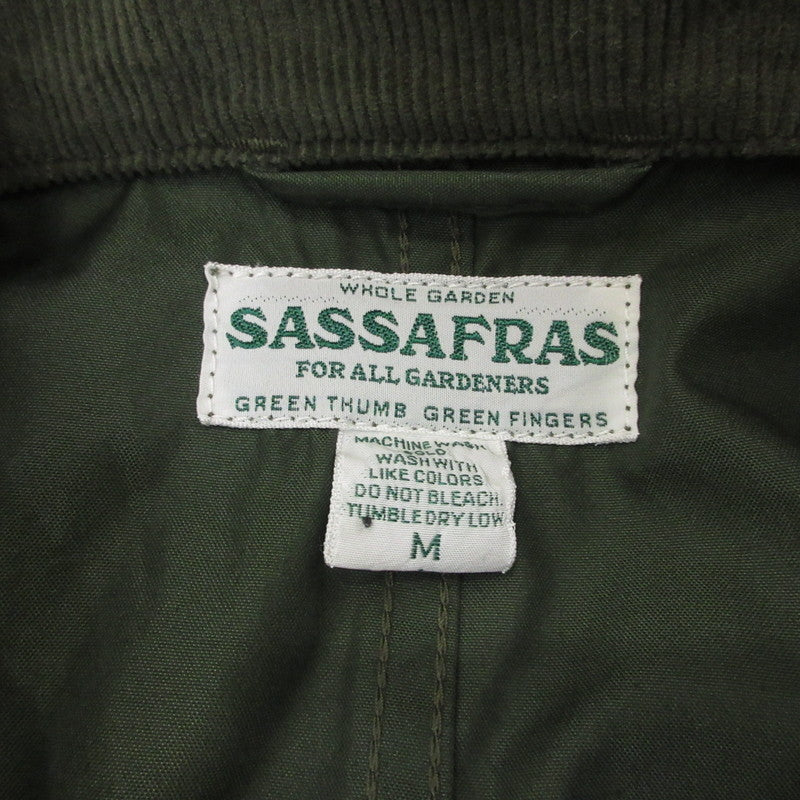 WHOLE GARDEN
SASSAFRAS
FOR ALL GARDENERS
GREEN THUMB GREEN FINGERS
MACHINE WASH
COLD
WASH WITH
LIKE COLORS
DO NOT BLEACH.
TUMBLE DRY LOW
M